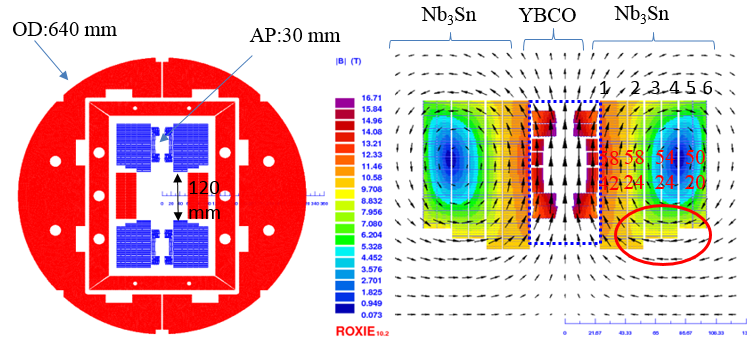 Nb₃Sn
YBCO
Nb₃Sn
OD:640 mm
AP:30 mm
|B| (T)
16.71
15.84
14.96
14.08
13.21
12.33
11.46
10.58
9.708
8.832
7.956
7.080
6.204
5.328
4.452
3.576
2.701
1.825
0.949
0.073
ROXIE 10.2
120
mm
1 2 3 4 5 6
58 54 50
24 24 20
0 21.67 43.33 65 86.67 108.33